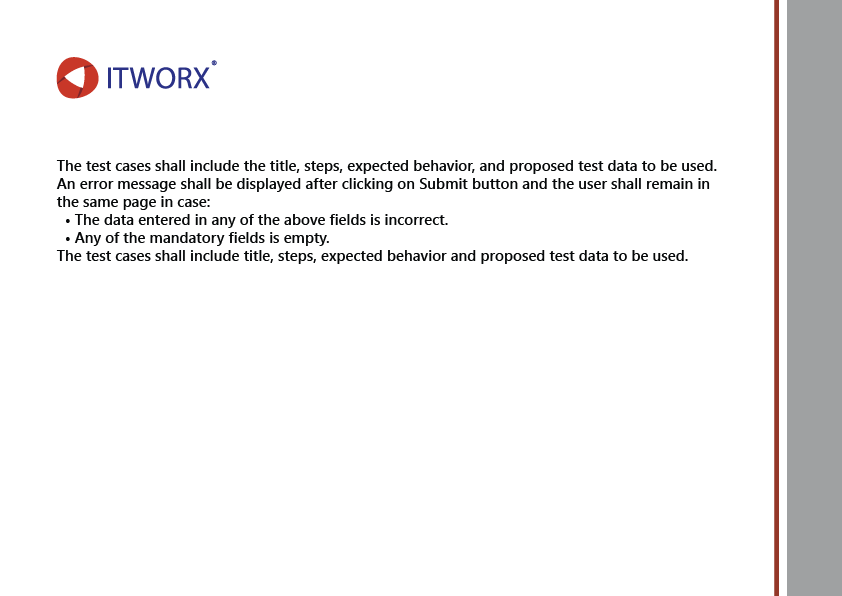 ITWORX®
The test cases shall include the title, steps, expected behavior, and proposed test data to be used.
An error message shall be displayed after clicking on Submit button and the user shall remain in
the same page in case:
• The data entered in any of the above fields is incorrect.
• Any of the mandatory fields is empty.
The test cases shall include title, steps, expected behavior and proposed test data to be used.